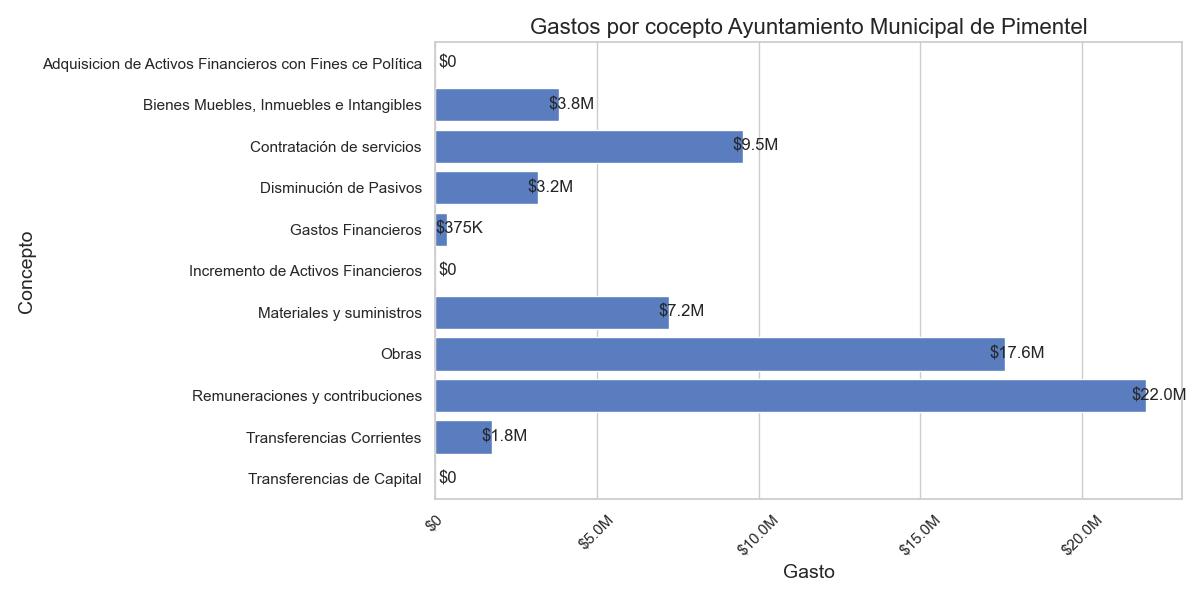 Gastos por cocepto Ayuntamiento Municipal de Pimentel
Concepto
Adquisicion de Activos Financieros con Fines ce Política $0
Bienes Muebles, Inmuebles e Intangibles $3.8M
Contratación de servicios $9.5M
Disminución de Pasivos $3.2M
Gastos Financieros $375K
Incremento de Activos Financieros $0
Materiales y suministros $7.2M
Obras $17.6M
Remuneraciones y contribuciones $22.0M
Transferencias Corrientes $1.8M
Transferencias de Capital $0
$0 $5.0M $10.0M $15.0M $20.0M
Gasto